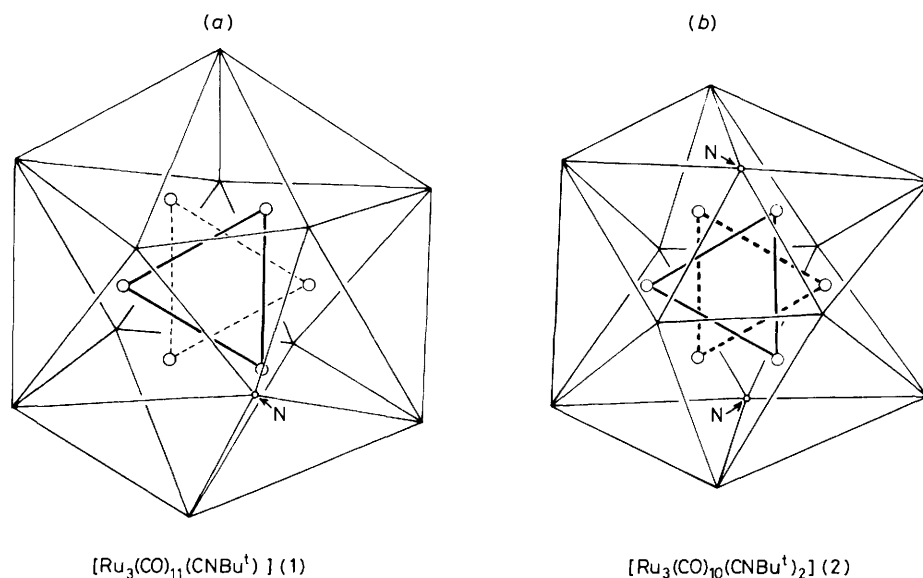 (a)
(b)
N
N
N
[Ru₃(CO)₁₁(CNBuᵗ) ] (1)
[Ru₃(CO)₁₀(CNBuᵗ)₂] (2)